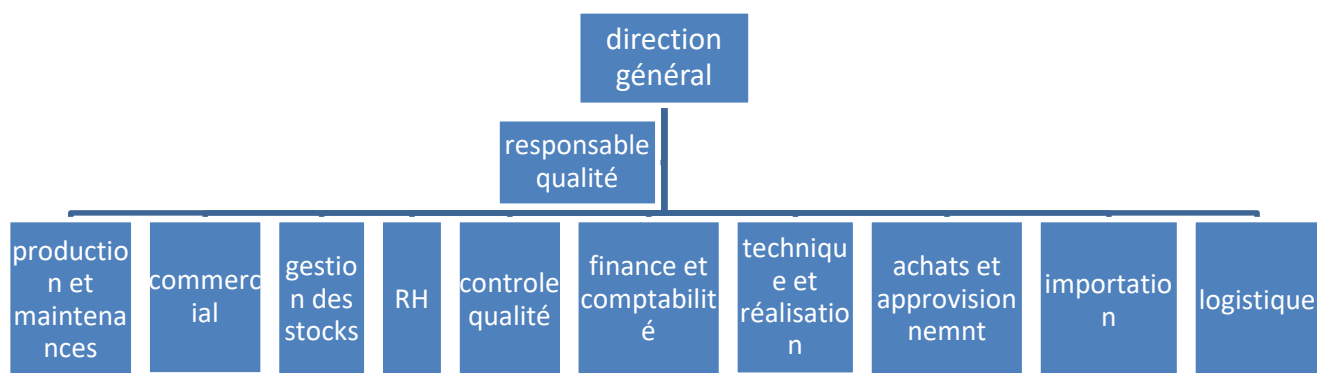 direction
général
responsable
qualité
productio
n et
maintena
nces
commerc
ial
gestio
n des
stocks
RH
controle
qualité
finance et
comptabilit
é
techniqu
e et
réalisatio
n
achats et
approvision
nemnt
importatio
n
logistique